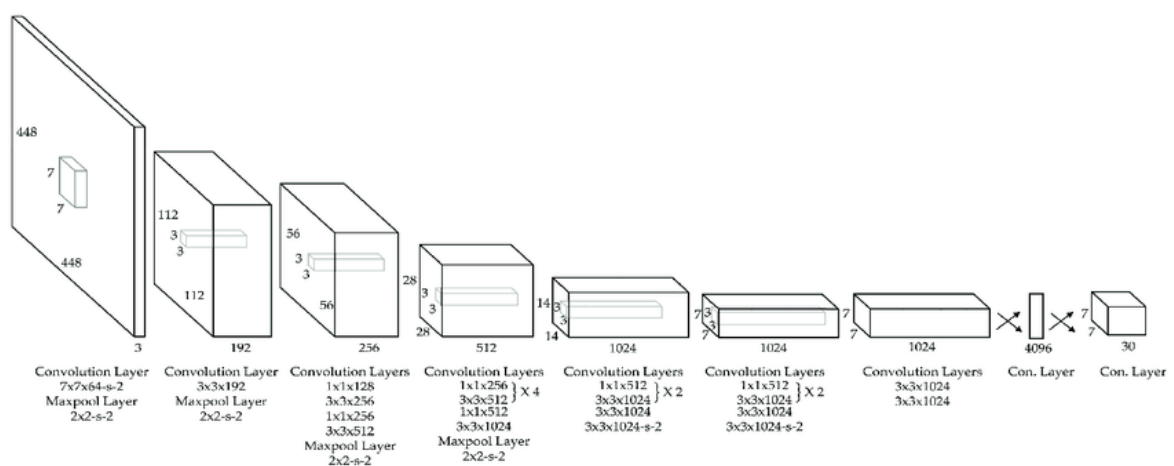 448
7
7
448
3
112
3
3
112
192
56
3
3
56
256
28
3
3
28
512
14
3
3
14
1024
7
3
3
7
1024
7
7
1024
4096
7
7
30
Convolution Layer
7x7x64-s-2
Maxpool Layer
2x2-s-2
Convolution Layer
3x3x192
Maxpool Layer
2x2-s-2
Convolution Layers
1x1x128
3x3x256
1x1x256
3x3x512
Maxpool Layer
2x2-s-2
Convolution Layers
1x1x256
3x3x512
} X 4
1x1x512
3x3x1024
Maxpool Layer
2x2-s-2
Convolution Layers
1x1x512
3x3x1024
} X 2
3x3x1024
3x3x1024-s-2
Convolution Layers
1x1x512
3x3x1024
} X 2
3x3x1024
3x3x1024-s-2
Convolution Layers
3x3x1024
3x3x1024
Con. Layer
Con. Layer